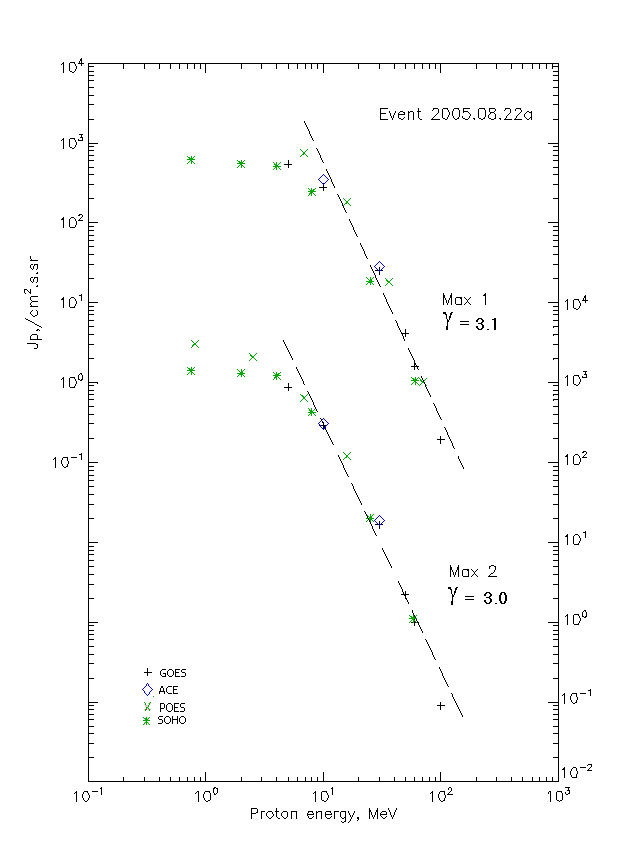 10^4
Event 2005.08.22a
10^3
10^2
10^1
10^0
10^-1
Jp,/cm^2.s.sr
Max 1
γ = 3.1
10^4
10^3
10^2
10^1
10^0
10^-1
10^-2
Max 2
γ = 3.0
GOES
ACE
POES
SOHO
10^-1 10^0 10^1 10^2 10^3
Proton energy, MeV